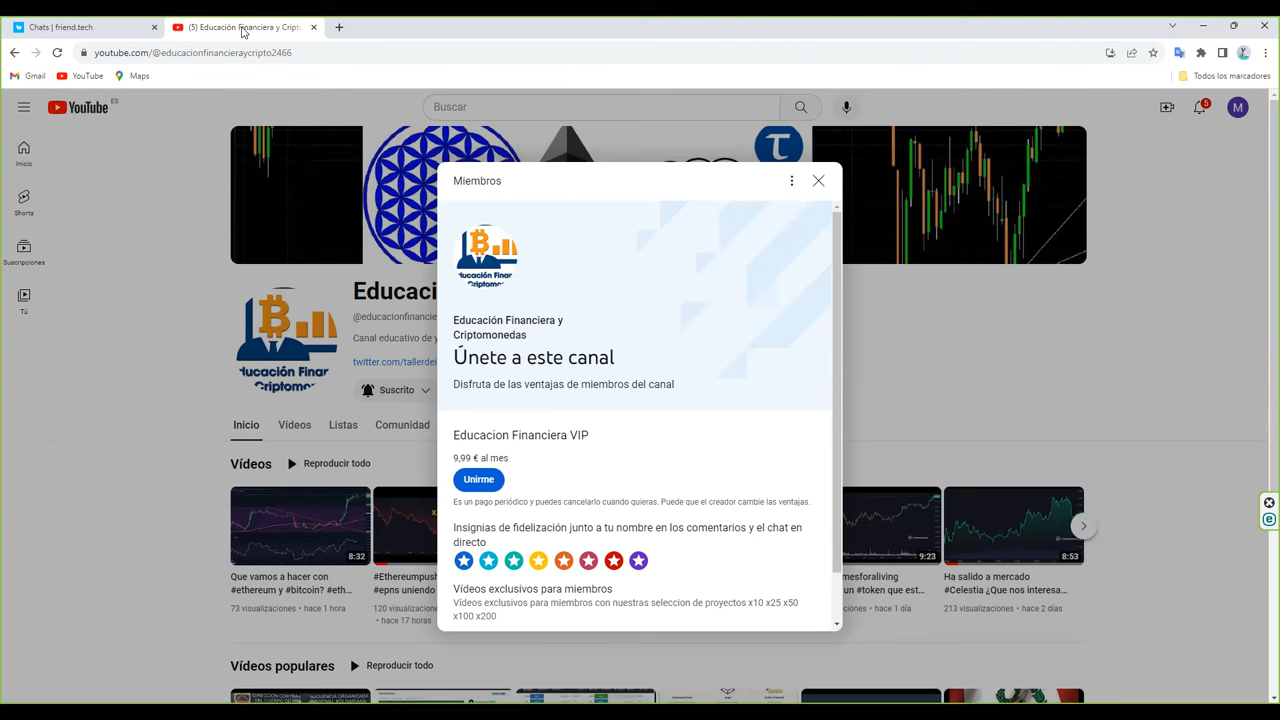 Chats | friend.tech
(5) Educación Financiera y Cripto
youtube.com/@educacionfinancieraycripto2466
Gmail
YouTube
Maps
Todos los marcadores
YouTube ES
Buscar
5
M
Inicio
Shorts
Suscripciones
Tú
Miembros
ducación Finan
Criptomone
Educación Financiera y
Criptomonedas
Únete a este canal
Disfruta de las ventajas de miembros del canal
Educacion Financiera VIP
9,99 € al mes
Unirme
Es un pago periódico y puedes cancelarlo cuando quieras. Puede que el creador cambie las ventajas.
Insignias de fidelización junto a tu nombre en los comentarios y el chat en
directo
Vídeos exclusivos para miembros
Vídeos exclusivos para miembros con nuestras seleccion de proyectos x10 x25 x50
x100 x200
Educaci
@educacionfinancie
Canal educativo de y
twitter.com/tallerdei
Suscrito
Inicio
Vídeos
Listas
Comunidad
Vídeos
Reproducir todo
8:32
9:23
8:53
Que vamos a hacer con
#ethereum y #bitcoin? #eth...
73 visualizaciones • hace 1 hora
#Ethereumpush
#epns uniendo
120 visualizacione
• hace 17 horas
mesforaliving
un #token que est...
hace 1 día
Ha salido a mercado
#Celestia ¿Que nos interesa...
213 visualizaciones • hace 2 días
Vídeos populares
Reproducir todo